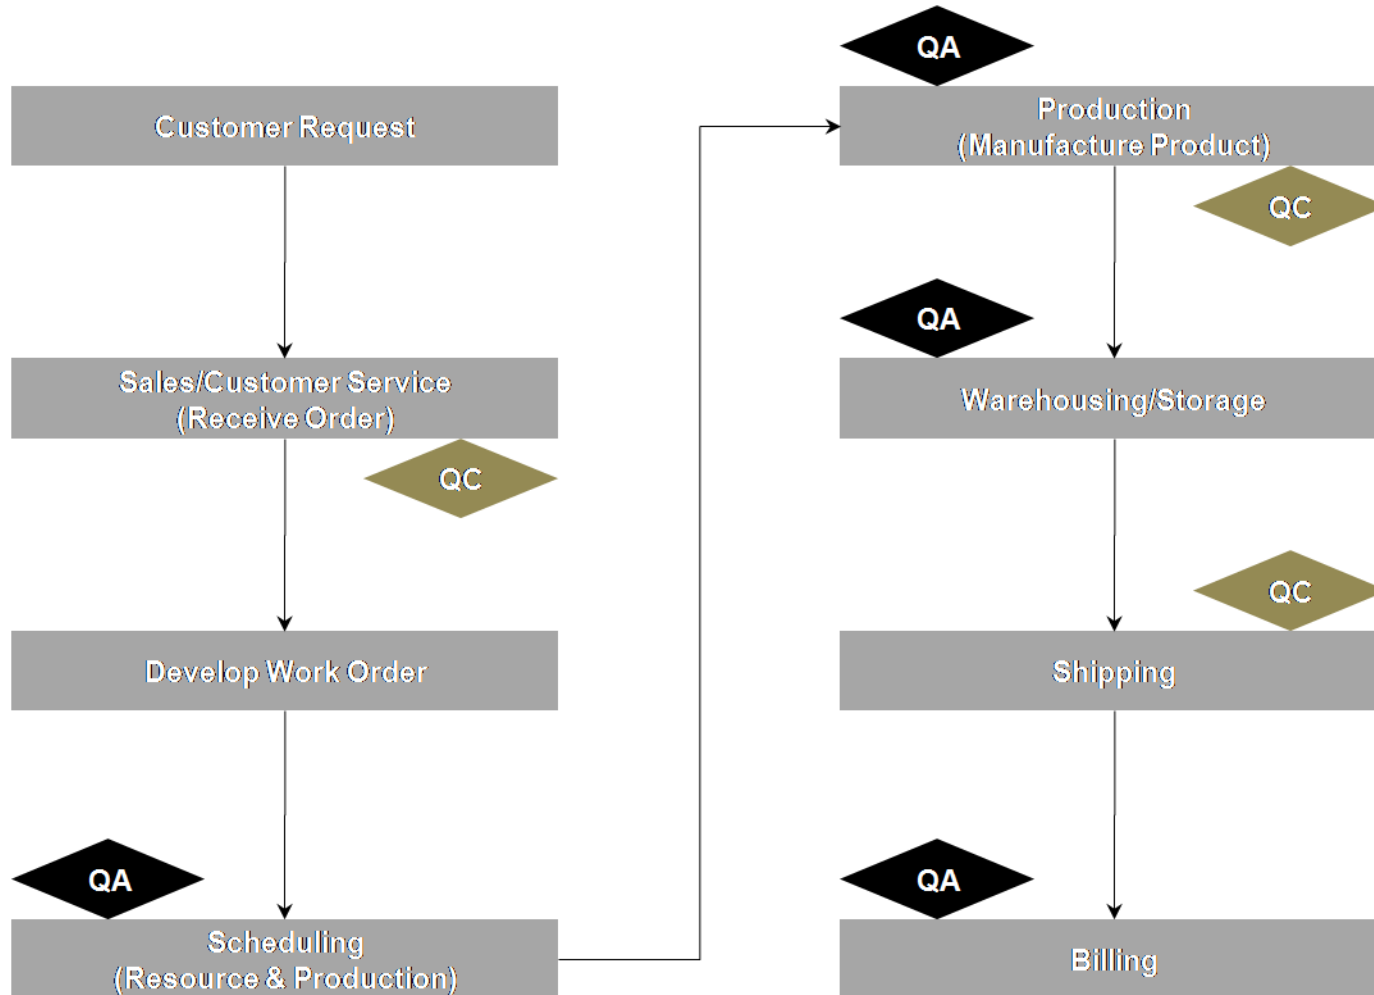 Customer Request
Sales/Customer Service
(Receive Order)
QC
Develop Work Order
QA
Scheduling
(Resource & Production)
QA
Production
(Manufacture Product)
QC
QA
Warehousing/Storage
QC
Shipping
QA
Billing